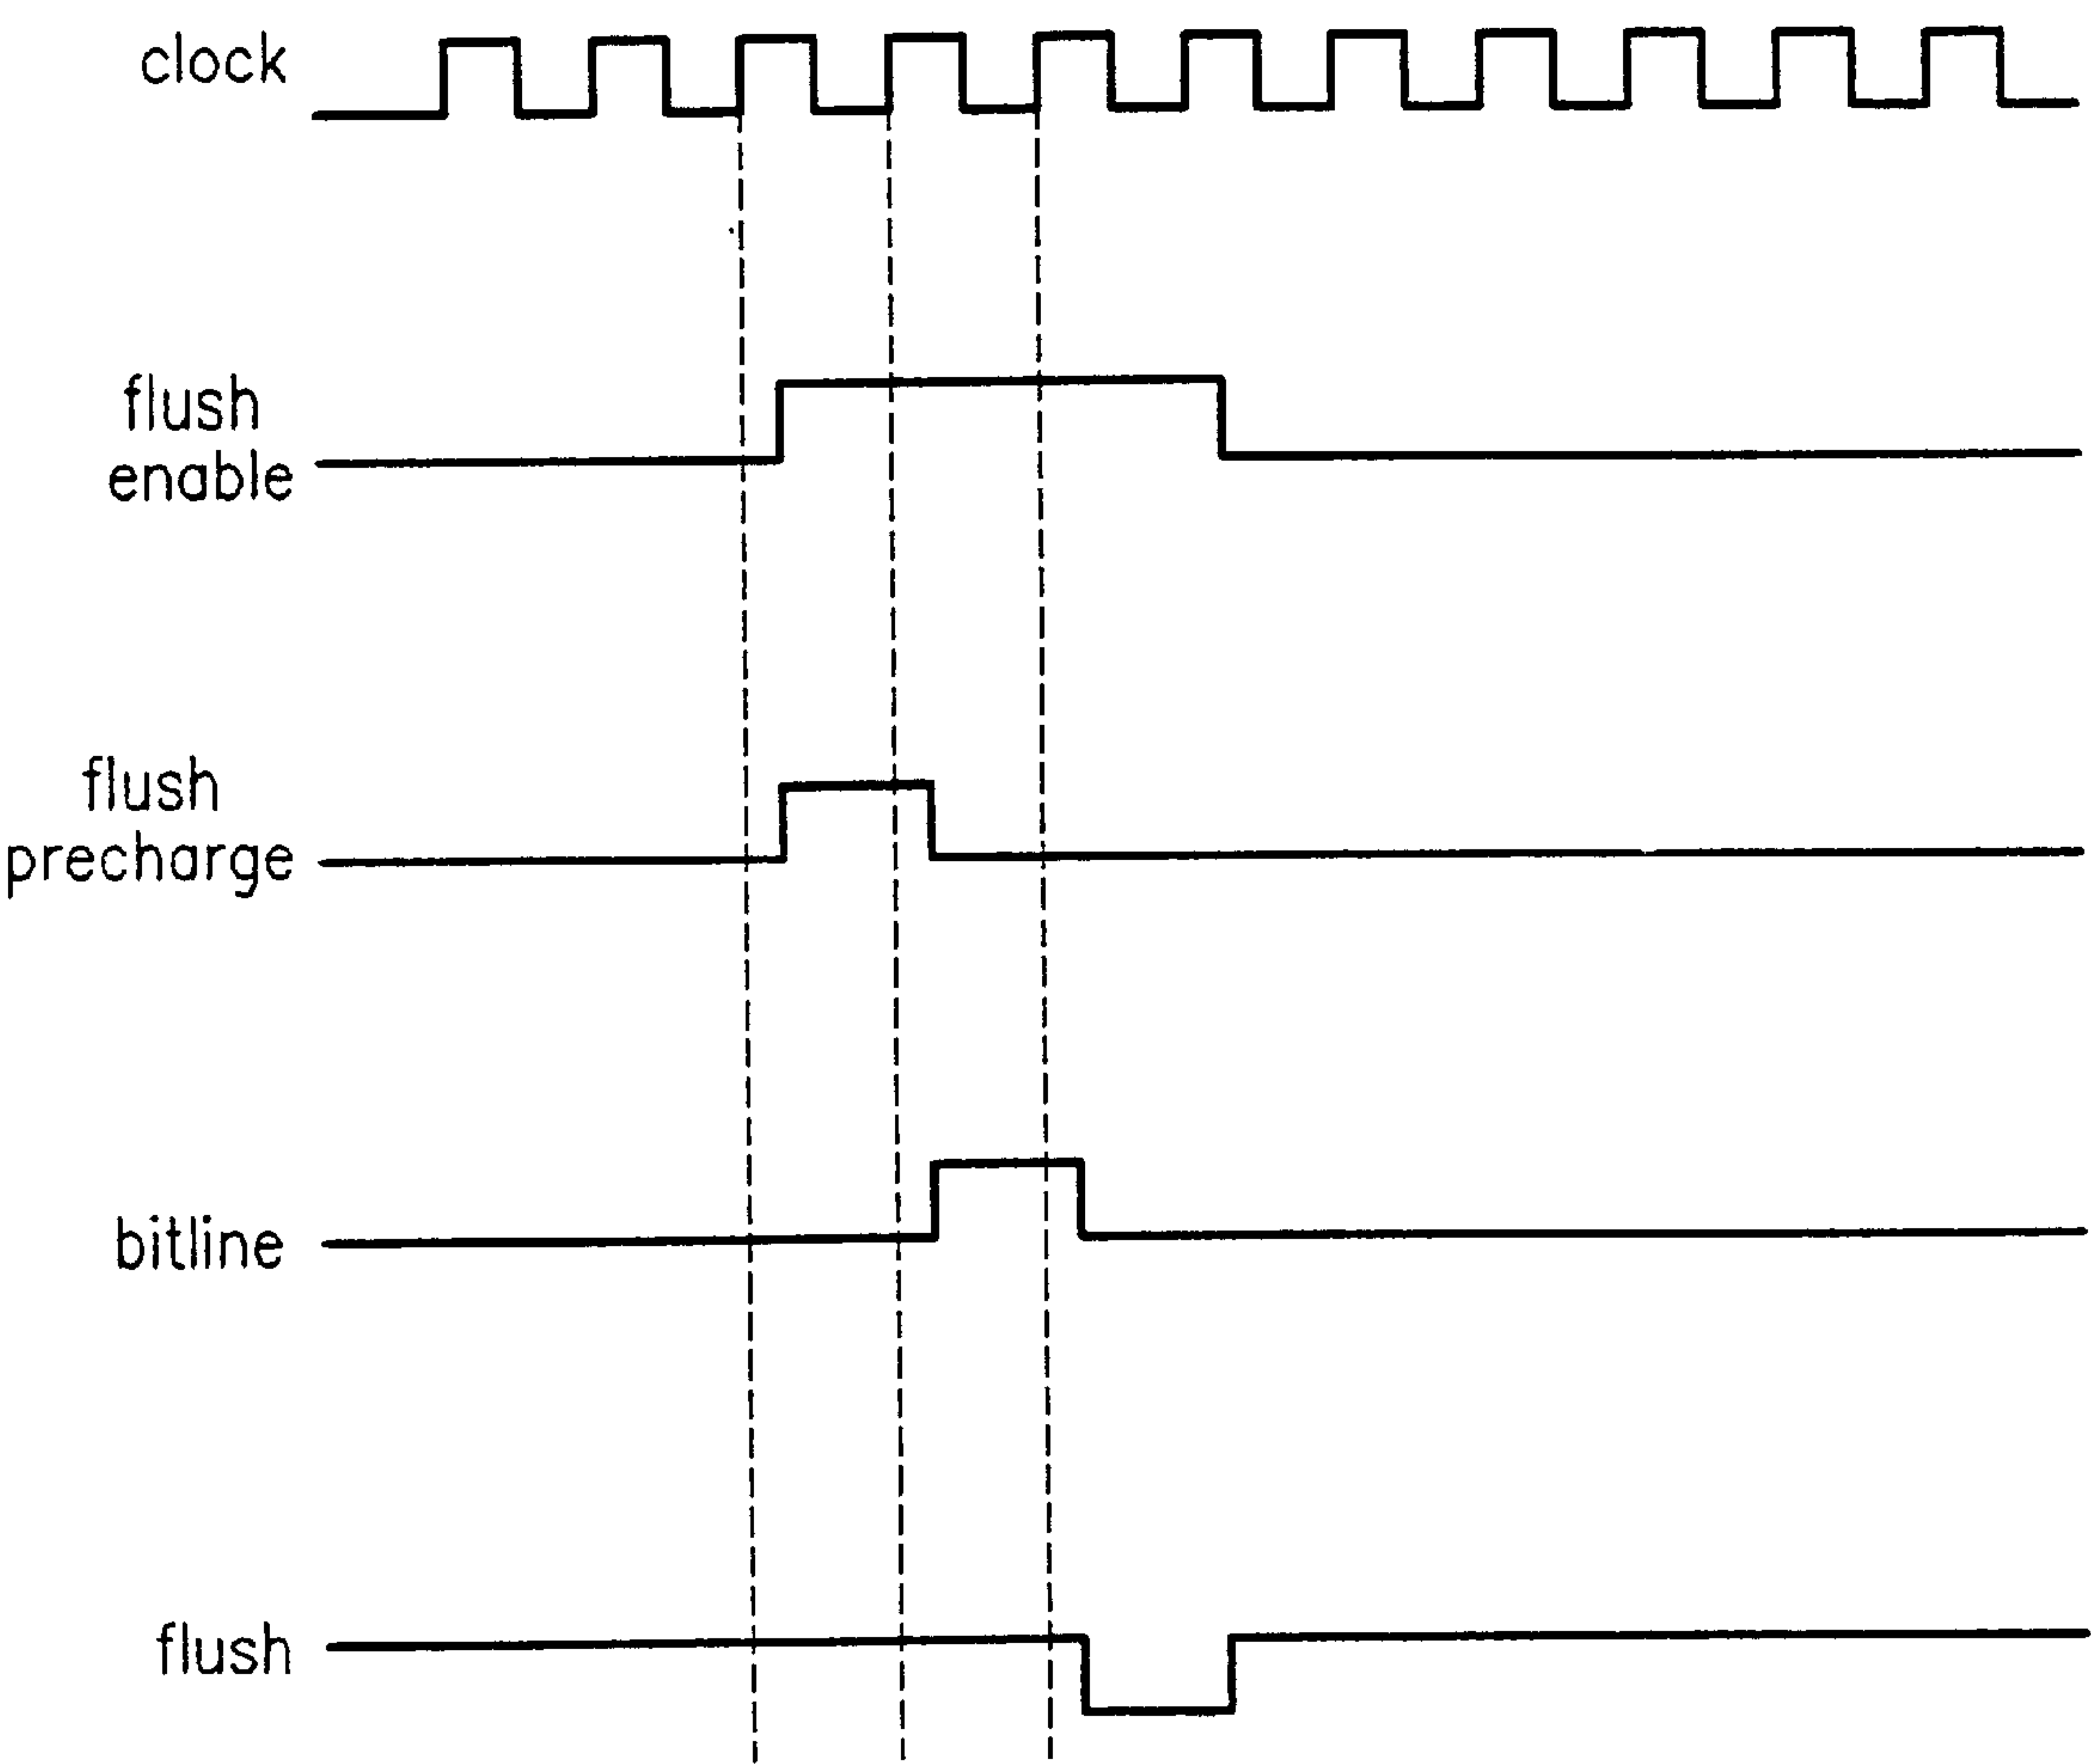 clock
flush
enable
flush
precharge
bitline
flush